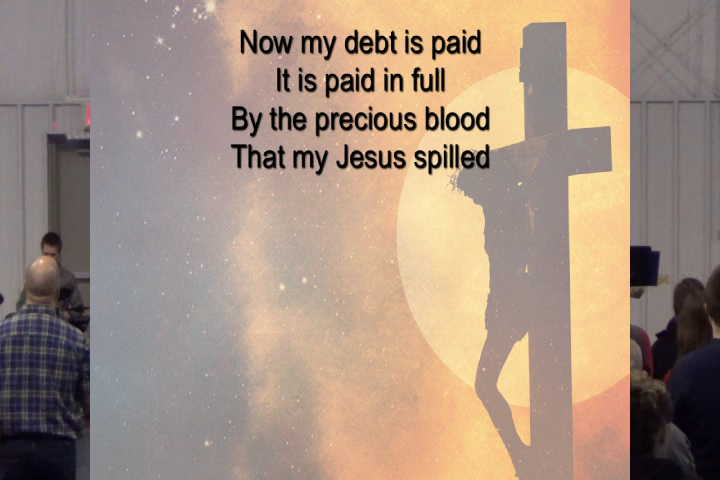 Now my debt is paid
It is paid in full
By the precious blood
That my Jesus spilled